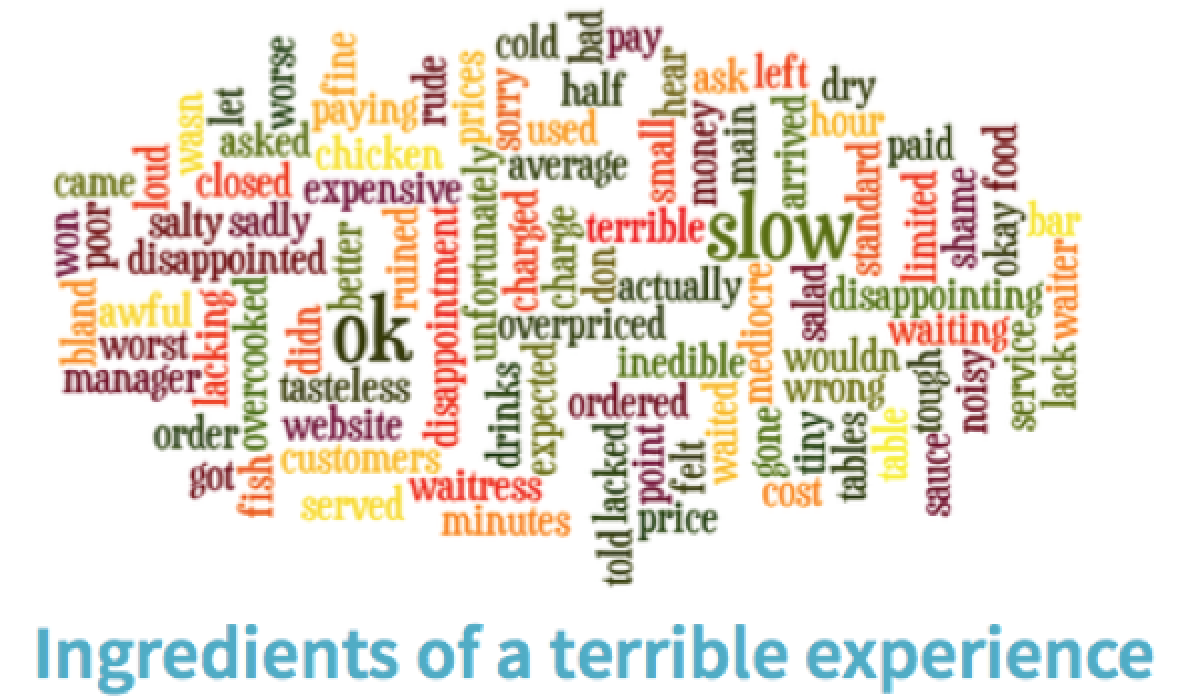 cold
bad
pay
worse
fine
rude
prices
sorry
half
hear
ask
left
dry
wasn
let
paying
used
small
money
main
arrived
hour
asked
chicken
average
paid
food
came
loud
closed
expensive
unfortunately
standard
limited
shame
okay
bar
won
poor
salty
sadly
better
ruined
disappointment
charged
charge
terrible
slow
disappointed
don
actually
waiter
bland
awful
lacking
overcooked
didn
ok
overpriced
mediocre
salad
disappointing
waiting
worst
inedible
wouldn
service
lack
manager
tasteless
drinks
expected
ordered
waited
wrong
tough
noisy
order
website
gone
tiny
tables
table
sauce
got
fish
customers
lacked
point
felt
cost
served
waitress
minutes
told
price
Ingredients of a terrible experience